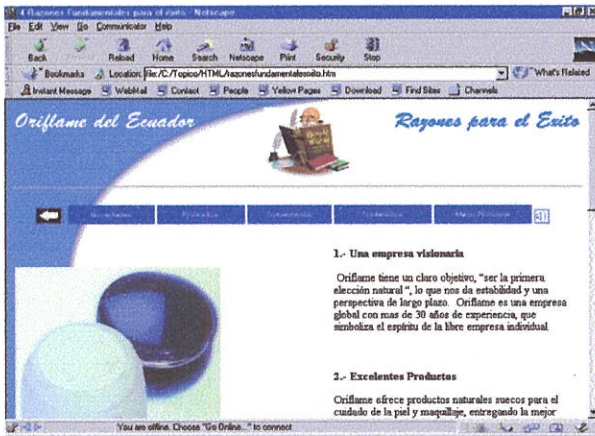 4 Razones Fundamentales para el exito - Netscape
File Edit View Go Communicator Help
Back Reload Home Search Netscape Print Security Stop
Bookmarks Location: file:/C:/Topico/HTML/razonesfundamentalesexito.htm What's Related
Instant Message WebMail Contact People Yellow Pages Download Find Sites Channels
Oriflame del Ecuador
Razones para el Exito
1.- Una empresa visionaria
Oriflame tiene un claro objetivo, "ser la primera
elección natural ", lo que nos da estabilidad y una
perspectiva de largo plazo. Oriflame es una empresa
global con mas de 30 años de experiencia, que
simboliza el espíritu de la libre empresa individual
2.- Excelentes Productos
Oriflame ofrece productos naturales suecos para el
cuidado de la piel y maquillaje, entregando la mejor
You are offline. Choose "Go Online..." to connect